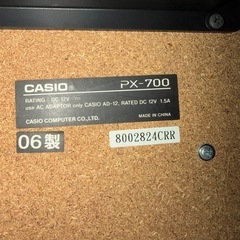 CASIO® PX-700
RATING : DC 12V
use AC ADAPTOR only CASIO AD-12, RATED DC 12V 1.5A
CASIO COMPUTER CO.,LTD.
MADE IN CHINA
06製
8002824CRR